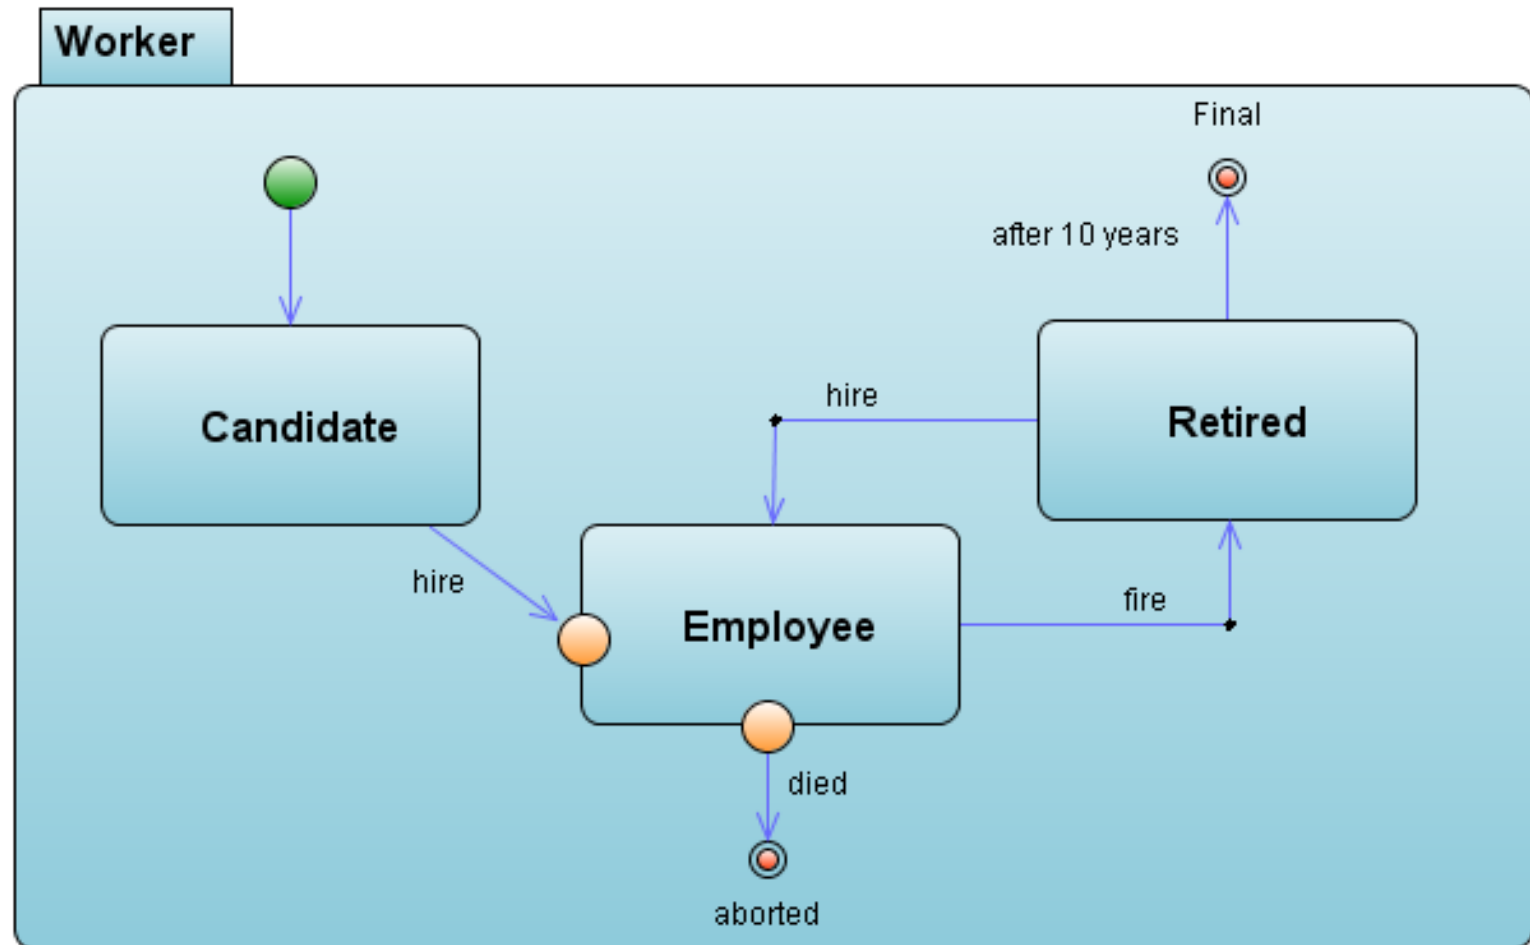 Worker
Final
after 10 years
Candidate
hire
Retired
hire
Employee
fire
died
aborted